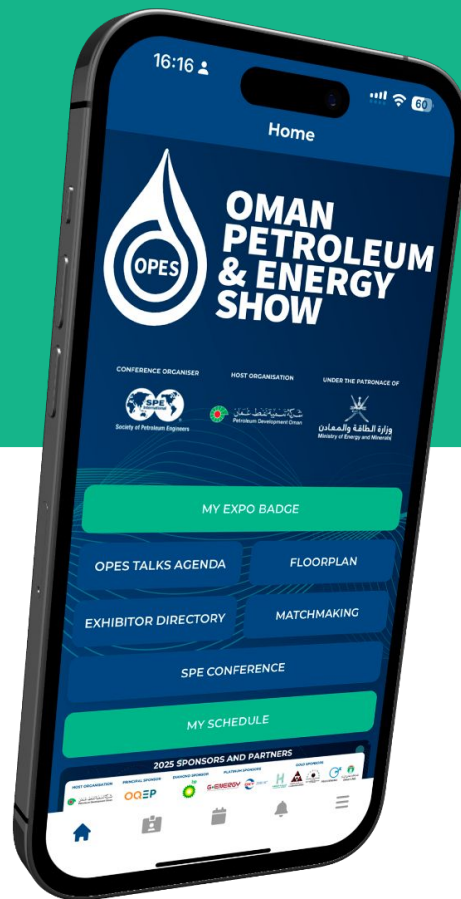 16:16
60
Home
OPES
OMAN
PETROLEUM
& ENERGY
SHOW
CONFERENCE ORGANISER
HOST ORGANISATION
UNDER THE PATRONAGE OF
SPE
International
Society of Petroleum Engineers
شركة تنمية نفط عمان
Petroleum Development Oman
وزارة الطاقة والمعادن
Ministry of Energy and Minerals
MY EXPO BADGE
OPES TALKS AGENDA
FLOORPLAN
EXHIBITOR DIRECTORY
MATCHMAKING
SPE CONFERENCE
MY SCHEDULE
2025 SPONSORS AND PARTNERS
HOST ORGANISATION
PRINCIPAL SPONSOR
DIAMOND SPONSOR
PLATINUM SPONSORS
GOLD SPONSORS
OQEP
bp
G-ENERGY